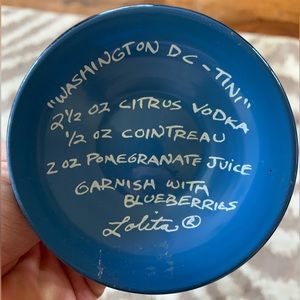 "WASHINGTON DC-TINI"
2½ OZ CITRUS VODKA
½ OZ COINTREAU
2 OZ POMEGRANATE JUICE
GARNISH WITH
BLUEBERRIES
Lolita®